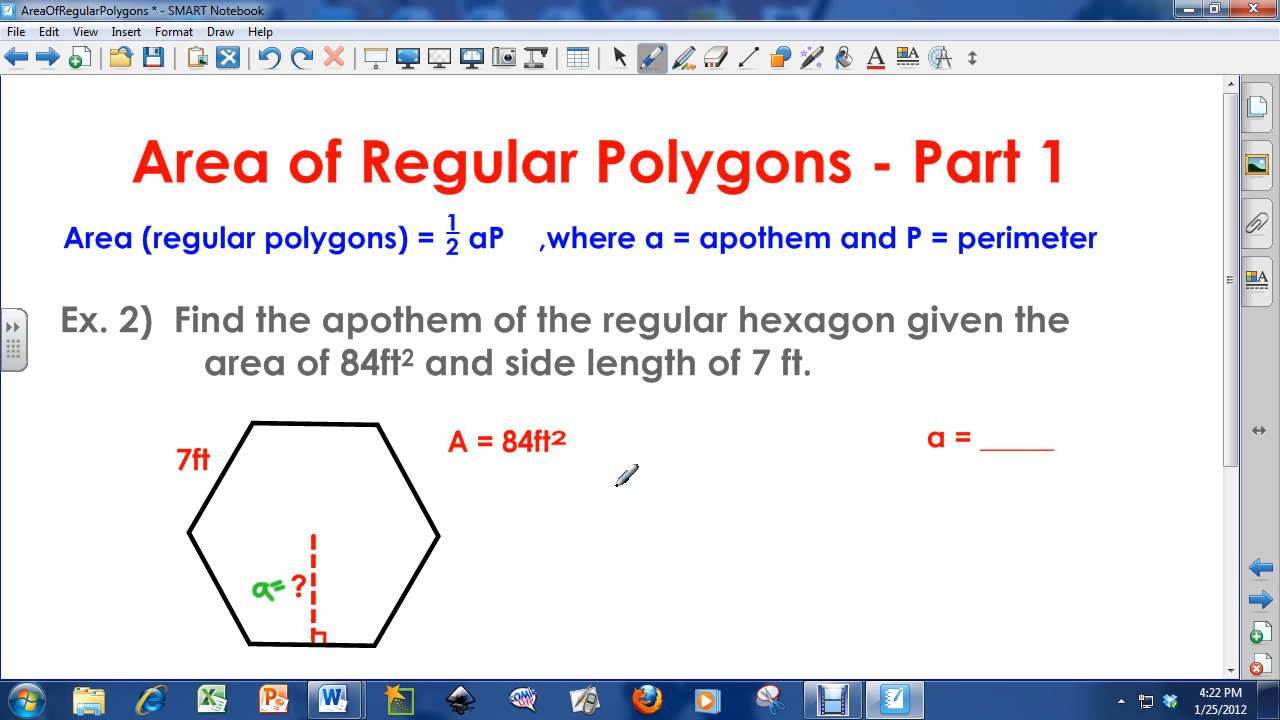 AreaOfRegularPolygons * - SMART Notebook
File Edit View Insert Format Draw Help
Area of Regular Polygons - Part 1
Area (regular polygons) = 1/2 aP ,where a = apothem and P = perimeter
Ex. 2) Find the apothem of the regular hexagon given the
area of 84ft² and side length of 7 ft.
7ft
A = 84ft²
a = _____
a= ?
4:22 PM
1/25/2012